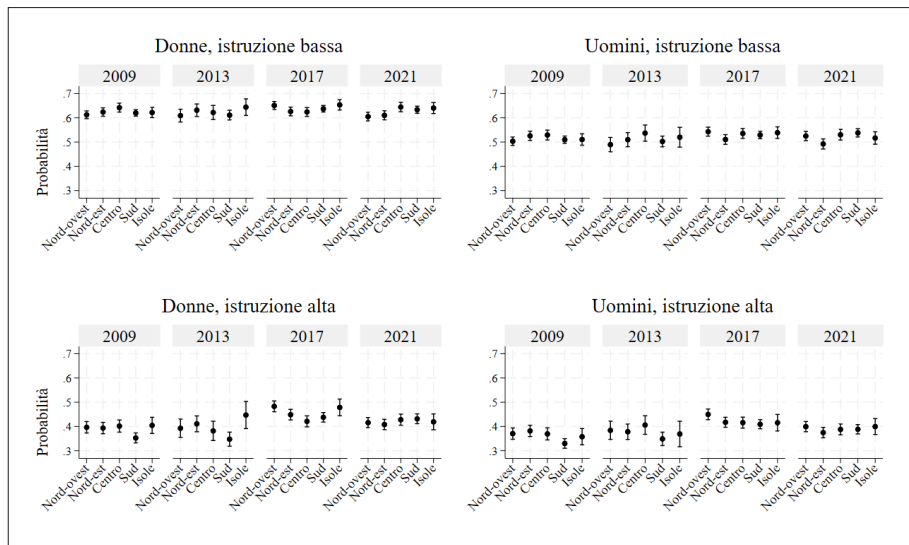 Donne, istruzione bassa
2009 2013 2017 2021
Probabilità
.7
.6
.5
.4
.3
Nord-ovest Nord-est Centro Sud Isole Nord-ovest Nord-est Centro Sud Isole Nord-ovest Nord-est Centro Sud Isole Nord-ovest Nord-est Centro Sud Isole
Uomini, istruzione bassa
2009 2013 2017 2021
Probabilità
.7
.6
.5
.4
.3
Nord-ovest Nord-est Centro Sud Isole Nord-ovest Nord-est Centro Sud Isole Nord-ovest Nord-est Centro Sud Isole Nord-ovest Nord-est Centro Sud Isole
Donne, istruzione alta
2009 2013 2017 2021
Probabilità
.7
.6
.5
.4
.3
Nord-ovest Nord-est Centro Sud Isole Nord-ovest Nord-est Centro Sud Isole Nord-ovest Nord-est Centro Sud Isole Nord-ovest Nord-est Centro Sud Isole
Uomini, istruzione alta
2009 2013 2017 2021
Probabilità
.7
.6
.5
.4
.3
Nord-ovest Nord-est Centro Sud Isole Nord-ovest Nord-est Centro Sud Isole Nord-ovest Nord-est Centro Sud Isole Nord-ovest Nord-est Centro Sud Isole